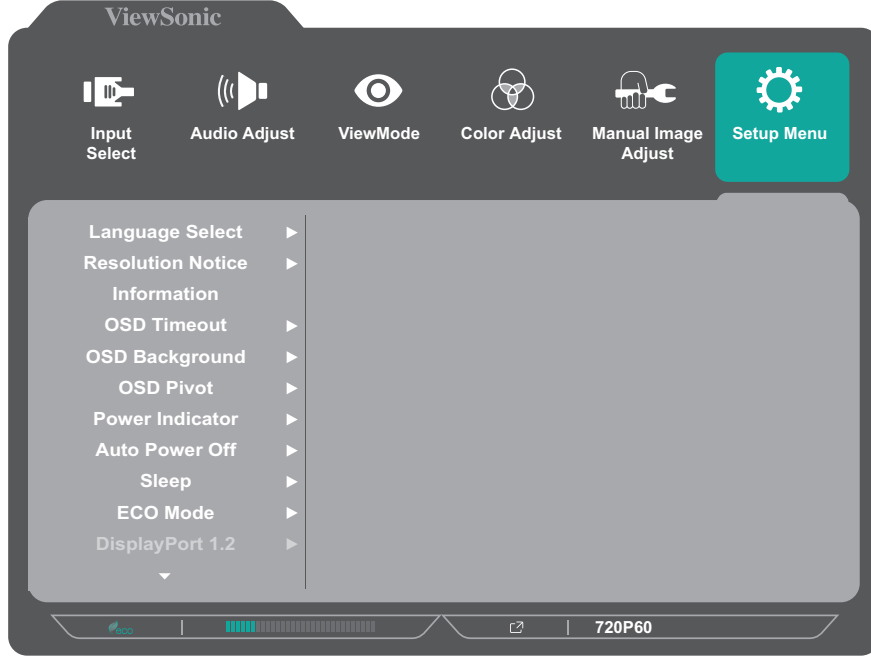 ViewSonic
Input
Select
Audio Adjust
ViewMode
Color Adjust
Manual Image
Adjust
Setup Menu
Language Select
Resolution Notice
Information
OSD Timeout
OSD Background
OSD Pivot
Power Indicator
Auto Power Off
Sleep
ECO Mode
DisplayPort 1.2
eco
720P60